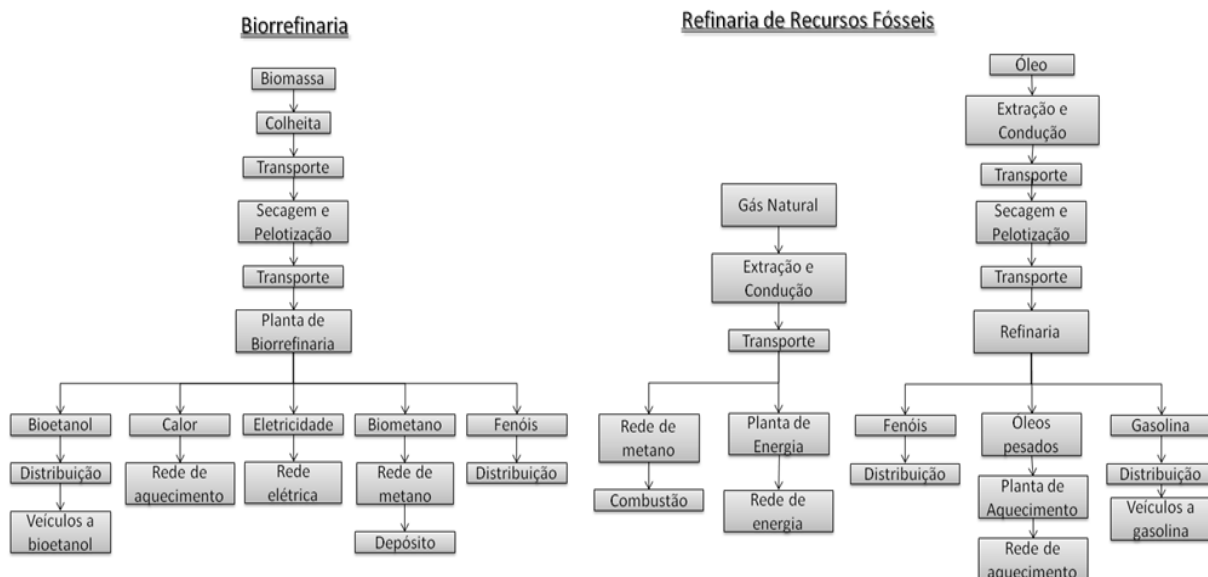 Biorrefinaria
Biomassa
Colheita
Transporte
Secagem e
Pelotização
Transporte
Planta de
Biorrefinaria
Bioetanol
Distribuição
Veículos a
bioetanol
Calor
Rede de
aquecimento
Eletricidade
Rede
elétrica
Biometano
Rede de
metano
Depósito
Fenóis
Distribuição
Refinaria de Recursos Fósseis
Gás Natural
Extração e
Condução
Transporte
Rede de
metano
Combustão
Planta de
Energia
Rede de
energia
Óleo
Extração e
Condução
Transporte
Secagem e
Pelotização
Transporte
Refinaria
Fenóis
Distribuição
Óleos
pesados
Planta de
Aquecimento
Rede de
aquecimento
Gasolina
Distribuição
Veículos a
gasolina